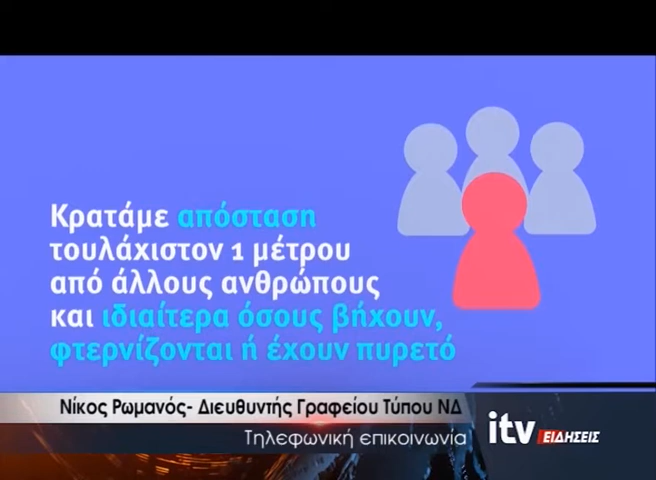 Κρατάμε απόσταση
τουλάχιστον 1 μέτρου
από άλλους ανθρώπους
και ιδιαίτερα όσους βήχουν,
φτερνίζονται ή έχουν πυρετό
Νίκος Ρωμανός- Διευθυντής Γραφείου Τύπου ΝΔ
Τηλεφωνική επικοινωνία
itv ΕΙΔΗΣΕΙΣ